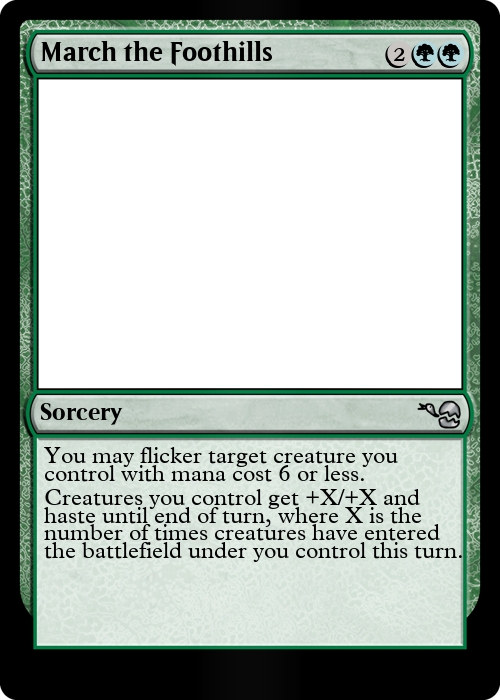 March the Foothills 2
Sorcery
You may flicker target creature you
control with mana cost 6 or less.
Creatures you control get +X/+X and
haste until end of turn, where X is the
number of times creatures have entered
the battlefield under you control this turn.